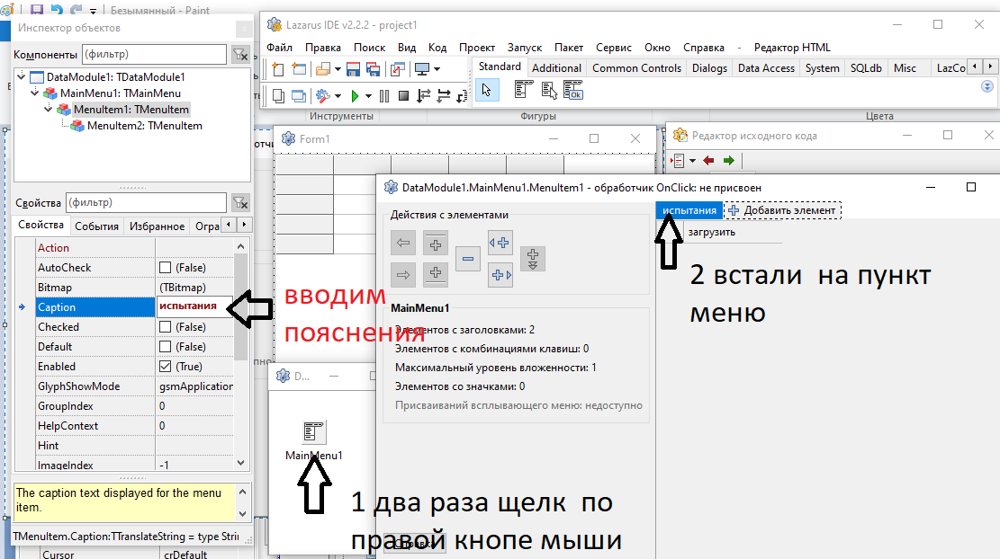 Безымянный - Paint
Инспектор объектов
Компоненты
(фильтр)
DataModule1: TDataModule1
MainMenu1: TMainMenu
MenuItem1: TMenuItem
MenuItem2: TMenuItem
Свойства
(фильтр)
Свойства События Избранное Огра
Action
AutoCheck (False)
Bitmap (TBitmap)
Caption испытания
Checked (False)
Default (False)
Enabled (True)
GlyphShowMode gsmApplication
GroupIndex 0
HelpContext 0
Hint
ImageIndex -1
The caption text displayed for the menu
item.
TMenuItem.Caption:TTranslateString = type Strin
Cursor crDefault
Lazarus IDE v2.2.2 - project1
Файл Правка Поиск Вид Код Проект Запуск Пакет Сервис Окно Справка - Редактор HTML
Standard Additional Common Controls Dialogs Data Access System SQLdb Misc LazCo
Ok
Инструменты Фигуры Цвета
Form1
Редактор исходного кода
DataModule1.MainMenu1.MenuItem1 - обработчик OnClick: не присвоен
Действия с элементами
испытания Добавить элемент
загрузить
2 встали на пункт
меню
вводим
пояснения
MainMenu1
Элементов с заголовками: 2
Элементов с комбинациями клавиш: 0
Максимальный уровень вложенности: 1
Элементов со значками: 0
Присваиваний всплывающего меню: недоступно
D...
MainMenu1
1 два раза щелк по
правой кнопе мыши
Справка